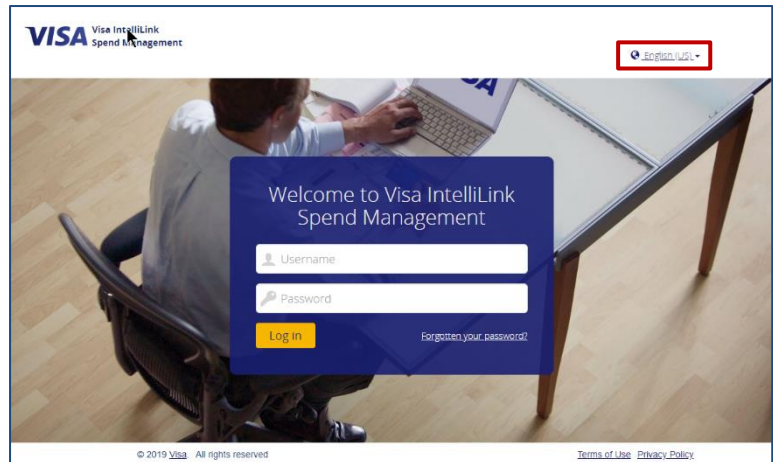 VISA
Visa IntelliLink
Spend Management
English (US)
VISA
Welcome to Visa IntelliLink
Spend Management
Username
Password
Log in
Forgotten your password?
© 2019 Visa. All rights reserved
Terms of Use Privacy Policy